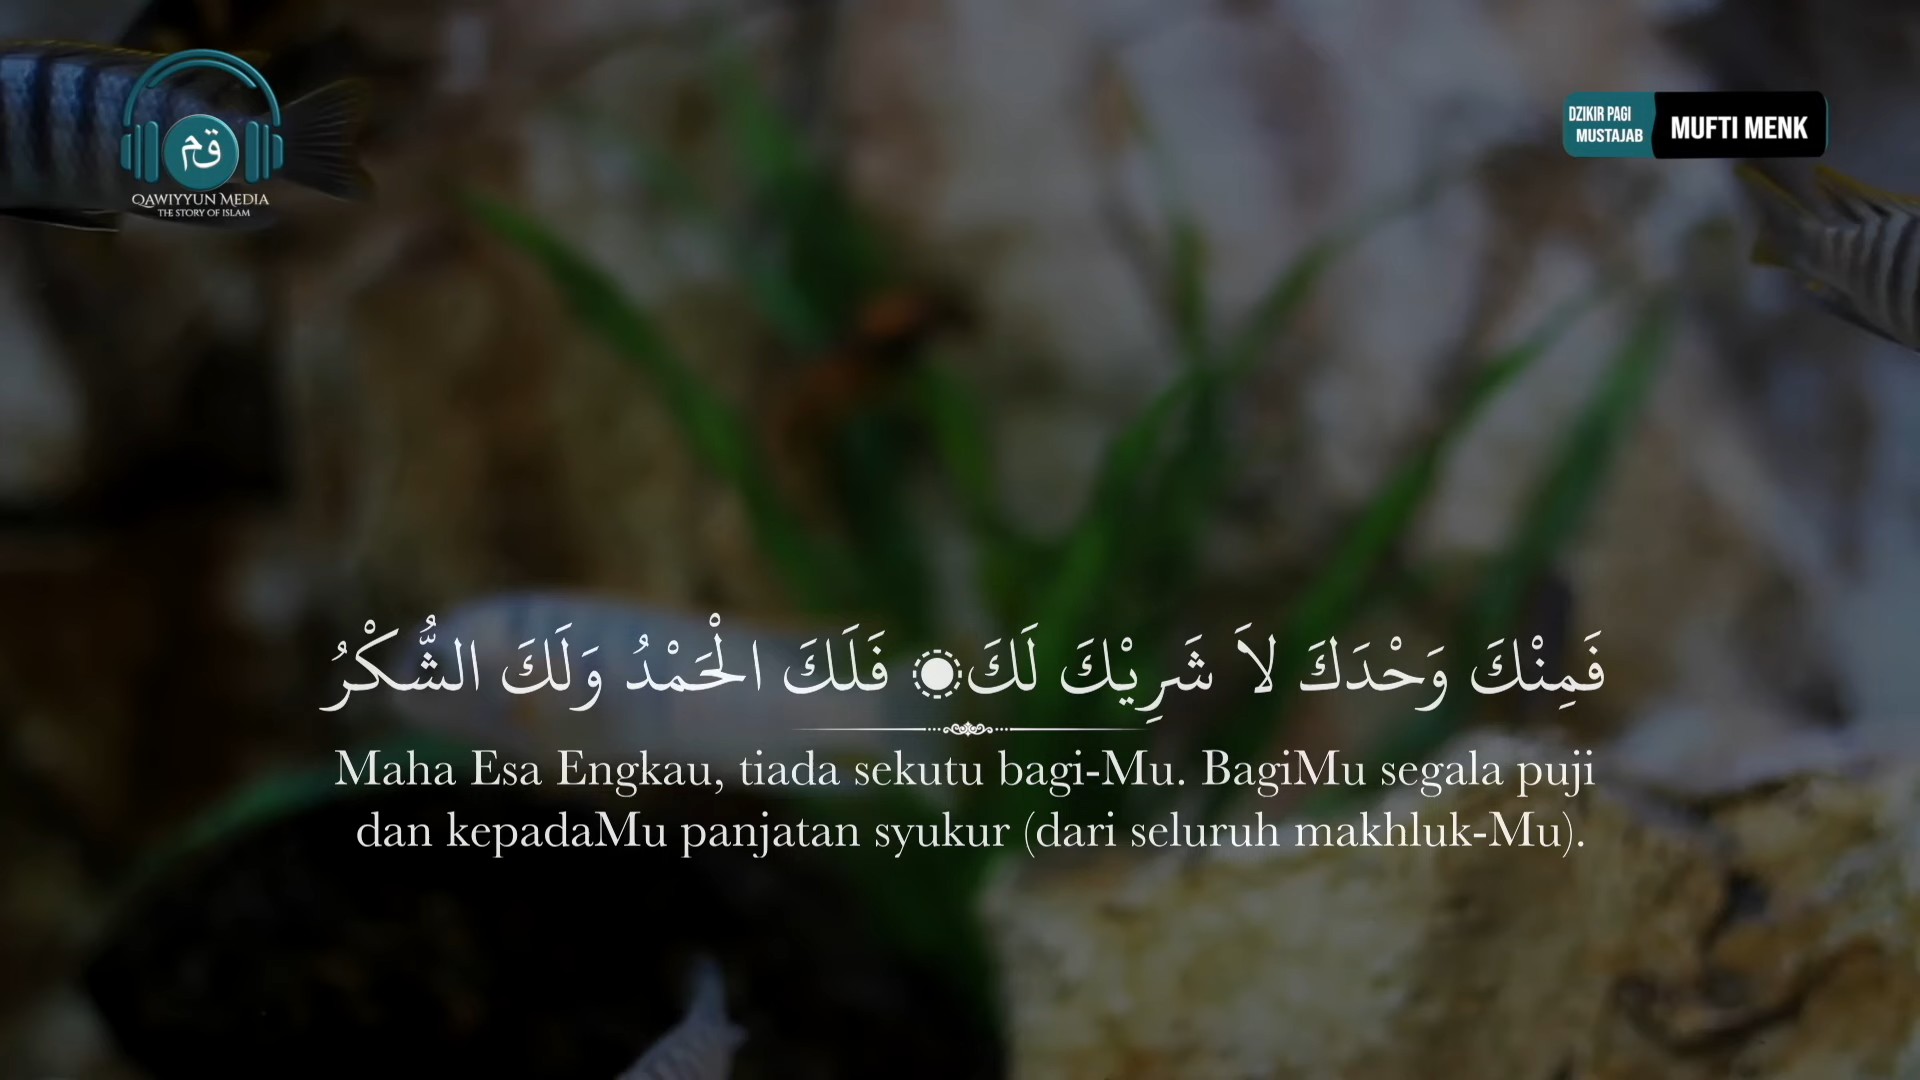 قم
QAWIYYUN MEDIA
THE STORY OF ISLAM
DZIKIR PAGI
MUSTAJAB
MUFTI MENK
فَمِنْكَ وَحْدَكَ لاَ شَرِيْكَ لَكَ فَلَكَ الْحَمْدُ وَلَكَ الشُّكْرُ
Maha Esa Engkau, tiada sekutu bagi-Mu. BagiMu segala puji
dan kepadaMu panjatan syukur (dari seluruh makhluk-Mu).